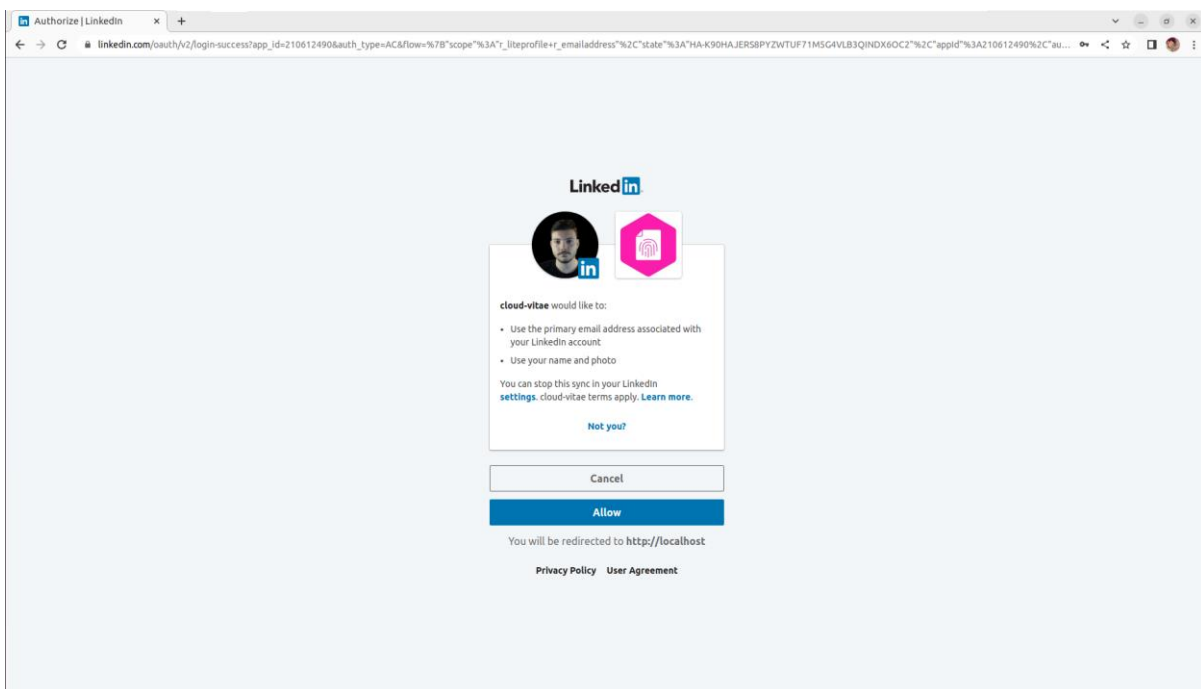 Authorize | LinkedIn
linkedin.com/oauth/v2/login-success?app_id=210612490&auth_type=AC&flow=%7B"scope"%3A"r_liteprofile+r_emailaddress"%2C"state"%3A"HA-K90HAJERS8PYZWTUF71M5G4VLB3QINDX6OC2"%2C"appId"%3A210612490%2C"au...
Linked in
in
cloud-vitae would like to:
• Use the primary email address associated with
your LinkedIn account
• Use your name and photo
You can stop this sync in your LinkedIn
settings. cloud-vitae terms apply. Learn more.
Not you?
Cancel
Allow
You will be redirected to http://localhost
Privacy Policy User Agreement